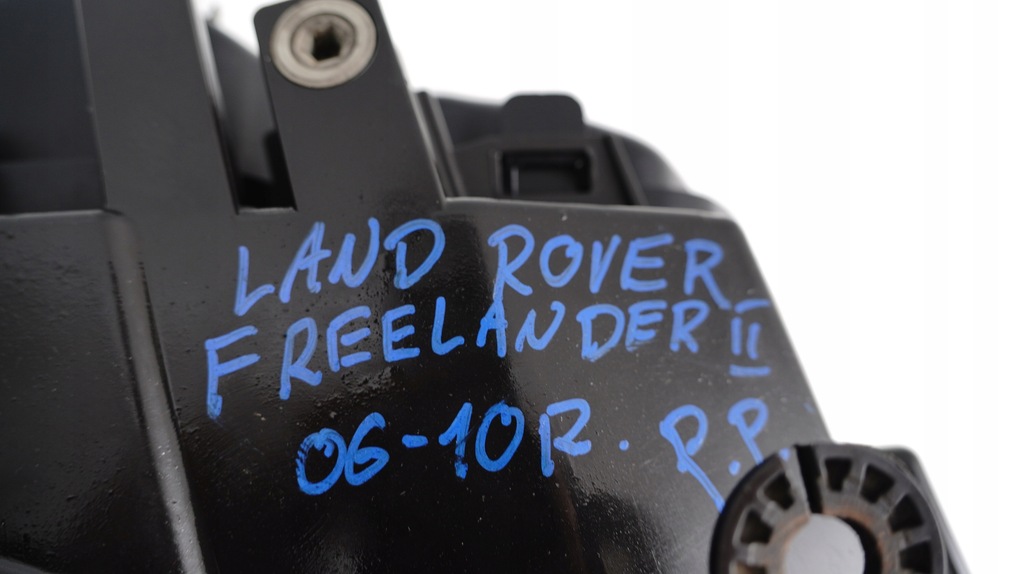 LAND ROVER
FREELANDER II
06-10R. P.P